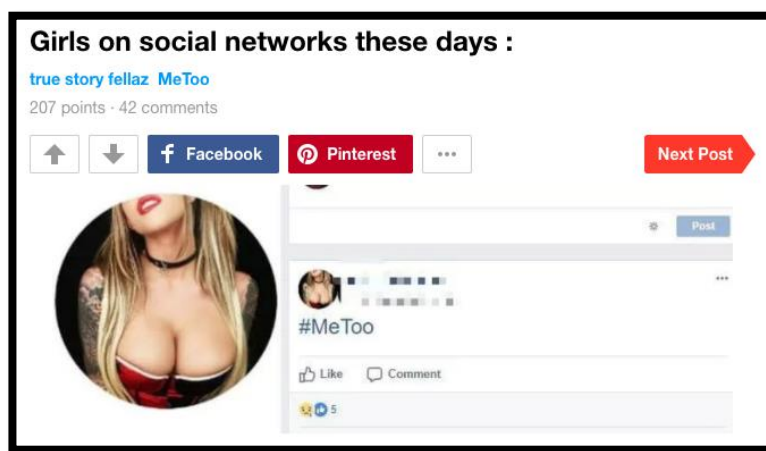 Girls on social networks these days :
true story fellaz MeToo
207 points · 42 comments
f Facebook Pinterest ... Next Post
Post
...
#MeToo
Like Comment
5